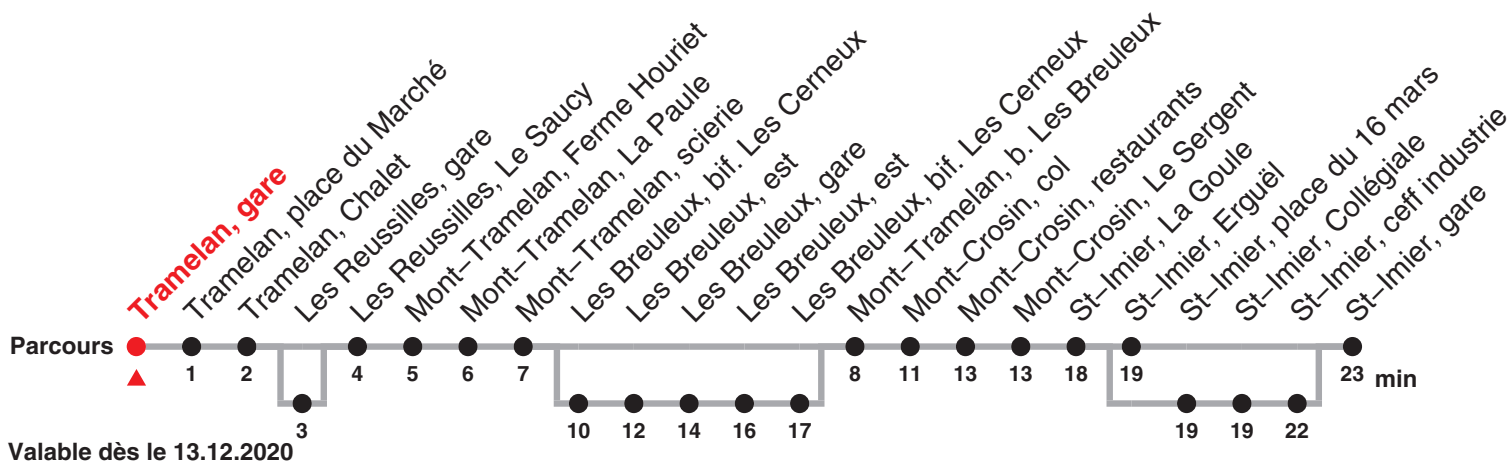 Tramelan, gare
Tramelan, place du Marché
Tramelan, Chalet
Les Reussilles, gare
Les Reussilles, Le Saucy
Mont–Tramelan, Ferme Houriet
Mont–Tramelan, La Paule
Mont–Tramelan, scierie
Les Breuleux, bif. Les Cerneux
Les Breuleux, est
Les Breuleux, gare
Les Breuleux, est
Les Breuleux, bif. Les Cerneux
Mont–Tramelan, b. Les Breuleux
Mont–Crosin, col
Mont–Crosin, restaurants
Mont–Crosin, Le Sergent
St–Imier, La Goule
St–Imier, Erguël
St–Imier, place du 16 mars
St–Imier, Collégiale
St–Imier, ceff industrie
St–Imier, gare
Parcours
1 2 4 5 6 7 8 11 13 13 18 19 23 min
3 10 12 14 16 17 19 19 22
Valable dès le 13.12.2020